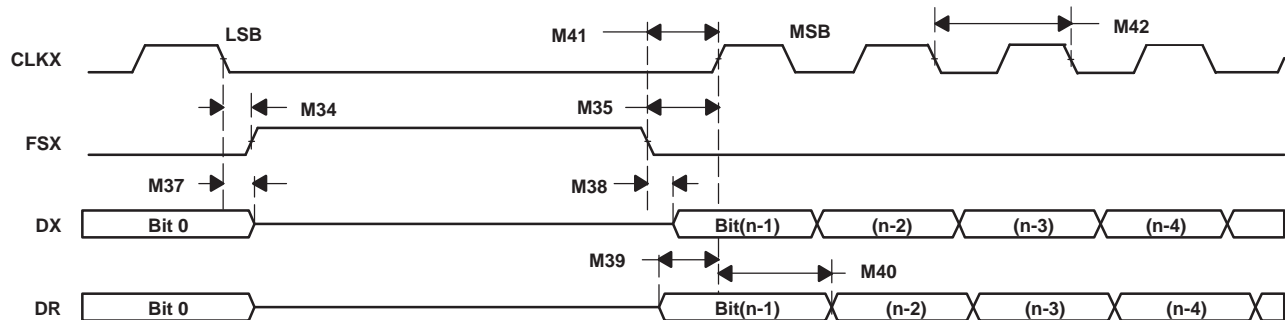 LSB M41 MSB M42
CLKX
M34 M35
FSX
M37 M38
DX Bit 0 Bit(n-1) (n-2) (n-3) (n-4)
M39 M40
DR Bit 0 Bit(n-1) (n-2) (n-3) (n-4)